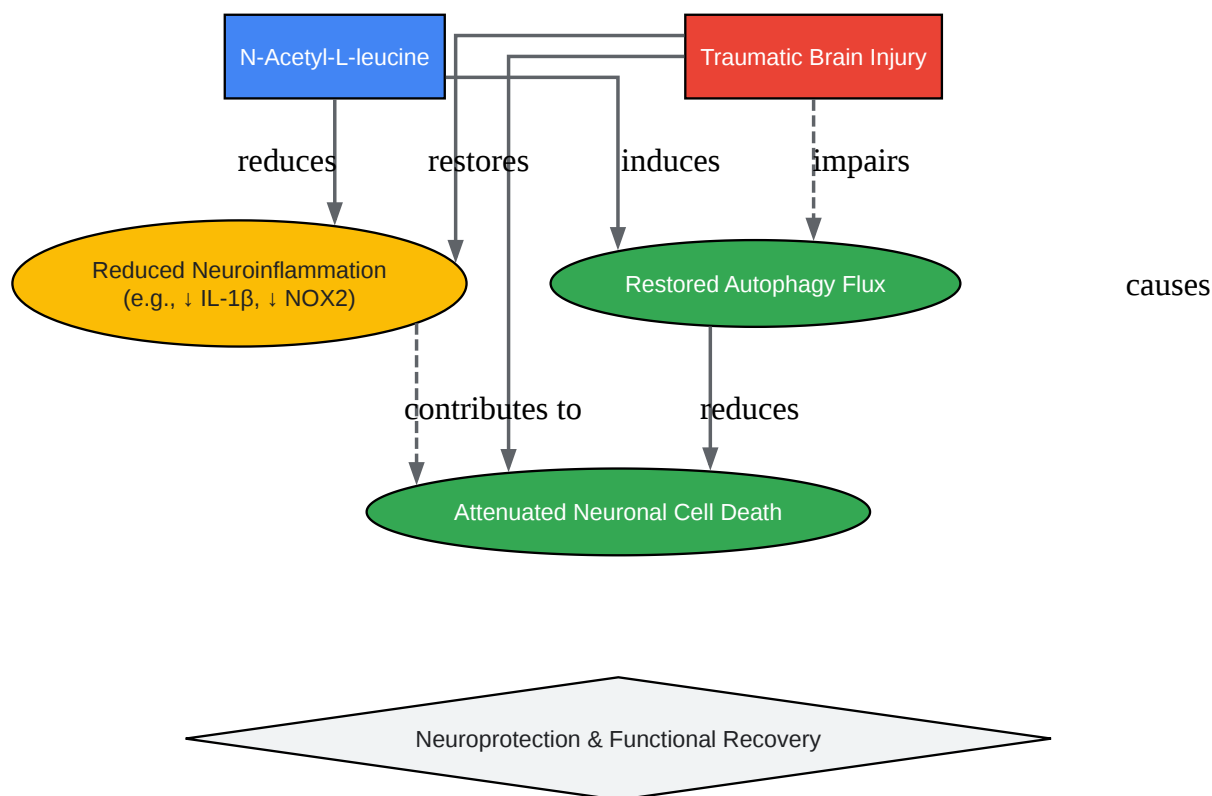 N-Acetyl-L-leucine
Traumatic Brain Injury
reduces
restores
induces
impairs
Reduced Neuroinflammation
(e.g., ↓ IL-1β, ↓ NOX2)
Restored Autophagy Flux
causes
contributes to
reduces
Attenuated Neuronal Cell Death
Neuroprotection & Functional Recovery